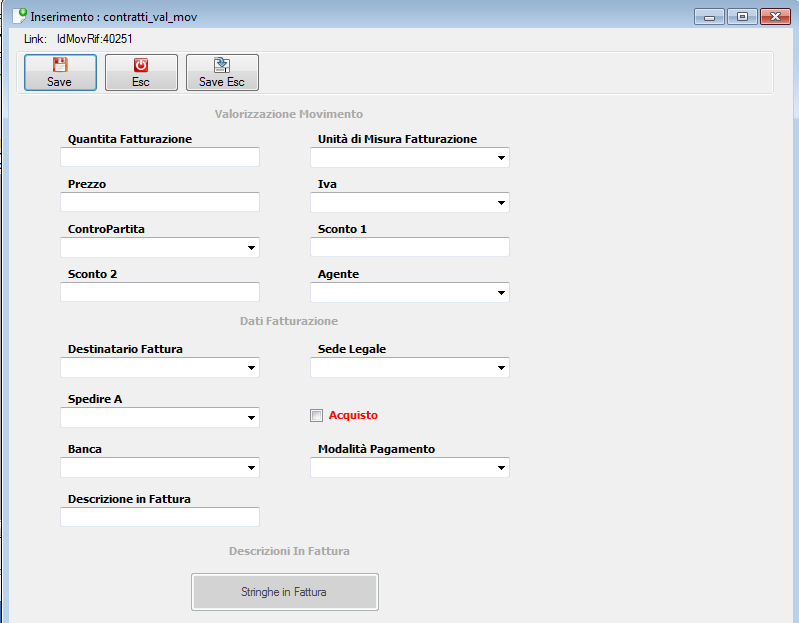 Inserimento : contratti_val_mov
Link: IdMovRif:40251
Save Esc Save Esc
Valorizzazione Movimento
Quantita Fatturazione Unità di Misura Fatturazione
Prezzo Iva
ControPartita Sconto 1
Sconto 2 Agente
Dati Fatturazione
Destinatario Fattura Sede Legale
Spedire A
Acquisto
Banca Modalità Pagamento
Descrizione in Fattura
Descrizioni In Fattura
Stringhe in Fattura